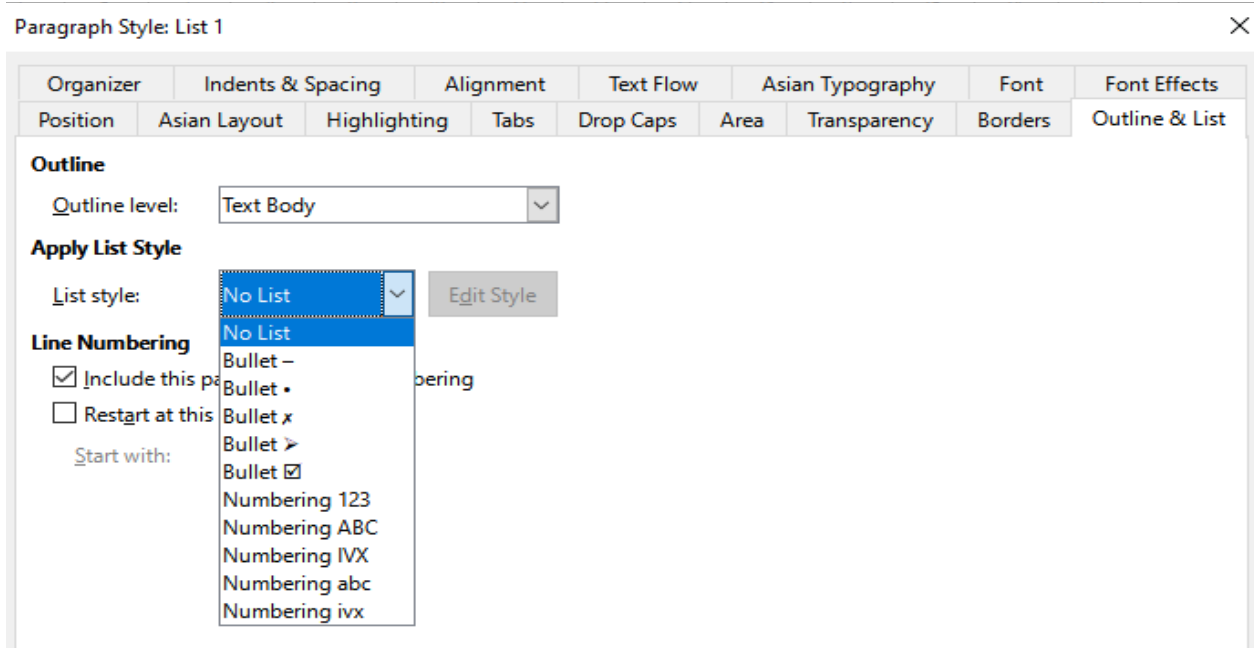 Paragraph Style: List 1
Organizer Indents & Spacing Alignment Text Flow Asian Typography Font Font Effects
Position Asian Layout Highlighting Tabs Drop Caps Area Transparency Borders Outline & List
Outline
Outline level: Text Body
Apply List Style
List style: No List Edit Style
No List
Line Numbering
Bullet –
Include this pa bering
Bullet •
Restart at this
Bullet ✗
Bullet ➢
Start with:
Bullet ☑
Numbering 123
Numbering ABC
Numbering IVX
Numbering abc
Numbering ivx